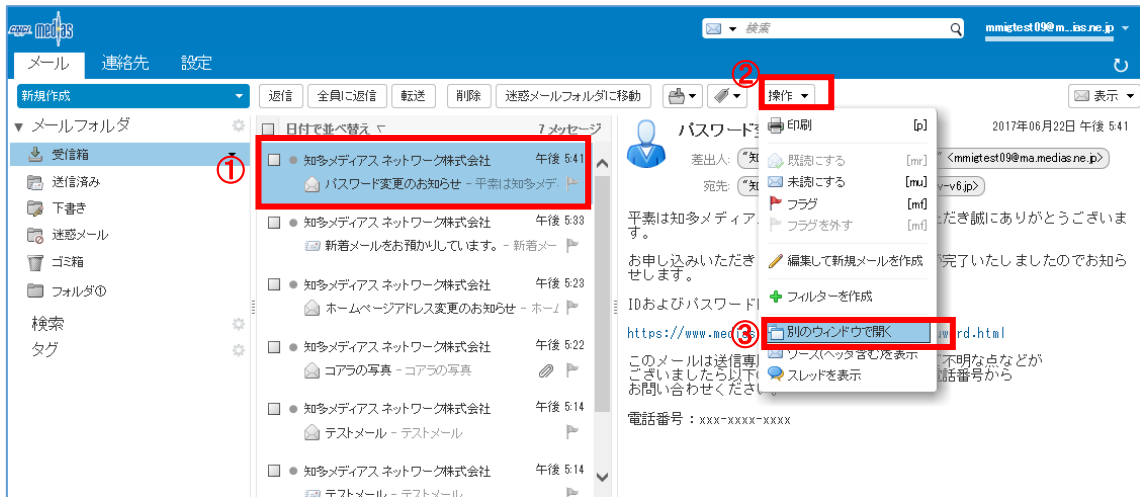 ccnc medias
検索
mmigtest09@m...ias.ne.jp
メール 連絡先 設定
②
新規作成
返信 全員に返信 転送 削除 迷惑メールフォルダに移動 操作 表示
メールフォルダ
受信箱
①
送信済み
下書き
迷惑メール
ゴミ箱
フォルダ①
検索
タグ
日付で並べ替え 7 メッセージ
知多メディアス ネットワーク株式会社 午後 5:41
パスワード変更のお知らせ - 平素は知多メデ
知多メディアス ネットワーク株式会社 午後 5:33
新着メールをお預かりしています。 - 新着メー
知多メディアス ネットワーク株式会社 午後 5:23
ホームページアドレス変更のお知らせ - ホーム
知多メディアス ネットワーク株式会社 午後 5:22
コアラの写真 - コアラの写真
知多メディアス ネットワーク株式会社 午後 5:14
テストメール - テストメール
知多メディアス ネットワーク株式会社 午後 5:14
テストメール - テストメール
印刷 [p]
既読にする [mr]
未読にする [mu]
フラグ [mf]
フラグを外す [mf]
編集して新規メールを作成
フィルターを作成
③
別のウィンドウで開く
ソース(ヘッダ含む)を表示
スレッドを表示
パスワード 2017年06月22日 午後 5:41
差出人: ("知 " <mmigtest09@ma.medias.ne.jp>
宛先: ("知 v-v6.jp>
平素は知多メディア ただき誠にありがとうございま
す。
お申し込みいただき が完了いたしましたのでお知ら
せします。
IDおよびパスワード
https://www.medias word.html
このメールは送信専 不明な点などが
ございましたら以下の 電話番号から
お問い合わせください。
電話番号：xxx-xxxx-xxxx